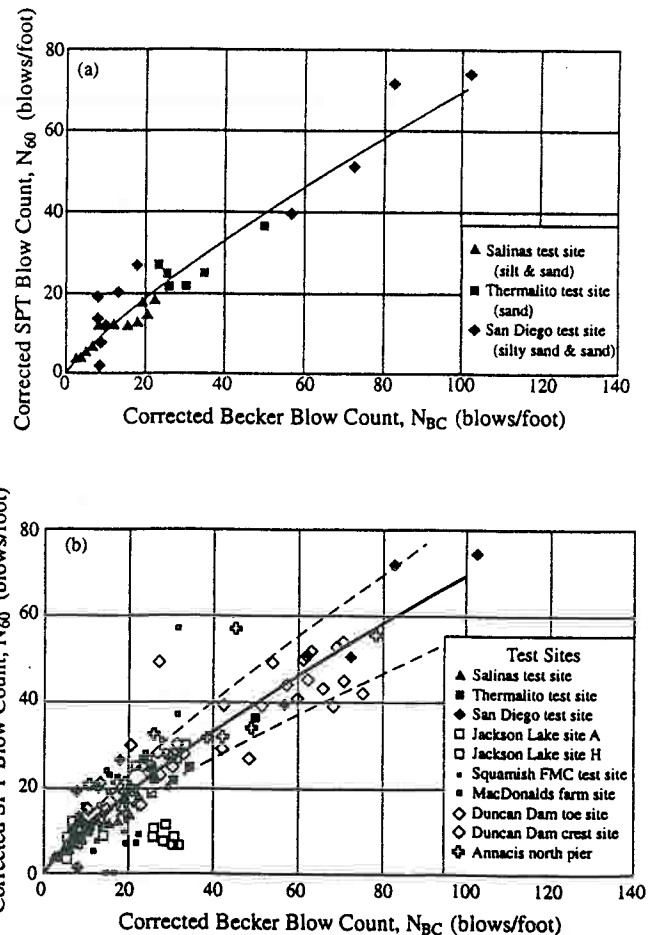 (a)
Corrected SPT Blow Count, N60 (blows/foot)
80
60
40
20
0
0 20 40 60 80 100 120 140
Corrected Becker Blow Count, NBC (blows/foot)
Salinas test site
(silt & sand)
Thermalito test site
(sand)
San Diego test site
(silty sand & sand)
(b)
Corrected SPT Blow Count, N60 (blows/foot)
80
60
40
20
0
0 20 40 60 80 100 120 140
Corrected Becker Blow Count, NBC (blows/foot)
Test Sites
Salinas test site
Thermalito test site
San Diego test site
Jackson Lake site A
Jackson Lake site H
Squamish FMC test site
MacDonalds farm site
Duncan Dam toe site
Duncan Dam crest site
Annacis north pier